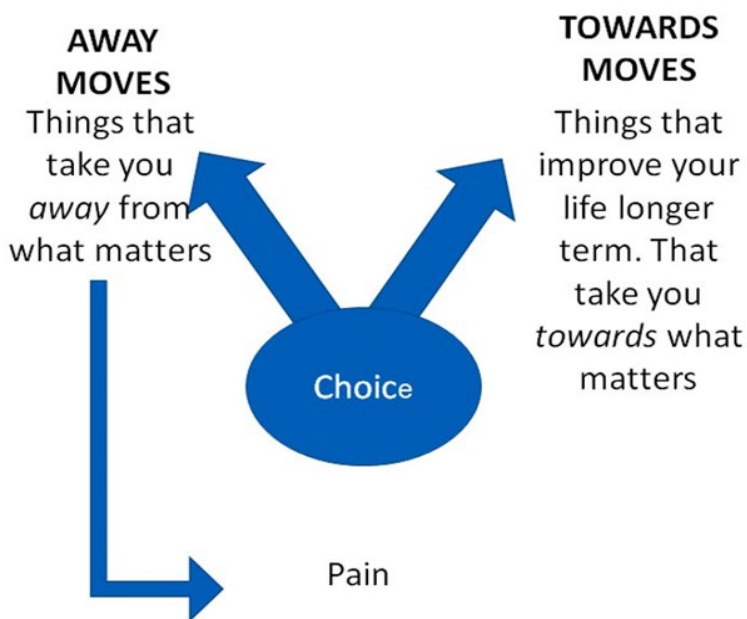 AWAY
MOVES
Things that
take you
away from
what matters
TOWARDS
MOVES
Things that
improve your
life longer
term. That
take you
towards what
matters
Choice
Pain